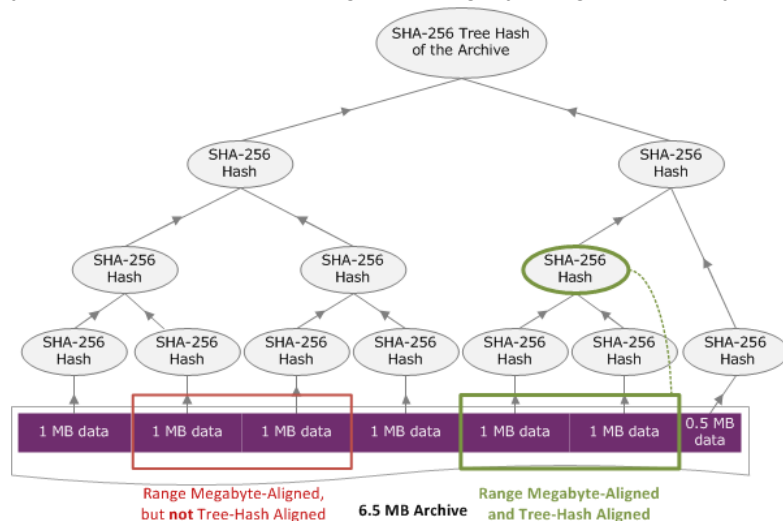 SHA-256 Tree Hash
of the Archive
SHA-256
Hash
SHA-256
Hash
SHA-256
Hash
SHA-256
Hash
SHA-256
Hash
SHA-256
Hash
SHA-256
Hash
SHA-256
Hash
SHA-256
Hash
SHA-256
Hash
SHA-256
Hash
SHA-256
Hash
1 MB data
1 MB data
1 MB data
1 MB data
1 MB data
1 MB data
0.5 MB
data
Range Megabyte-Aligned,
but not Tree-Hash Aligned
6.5 MB Archive
Range Megabyte-Aligned
and Tree-Hash Aligned